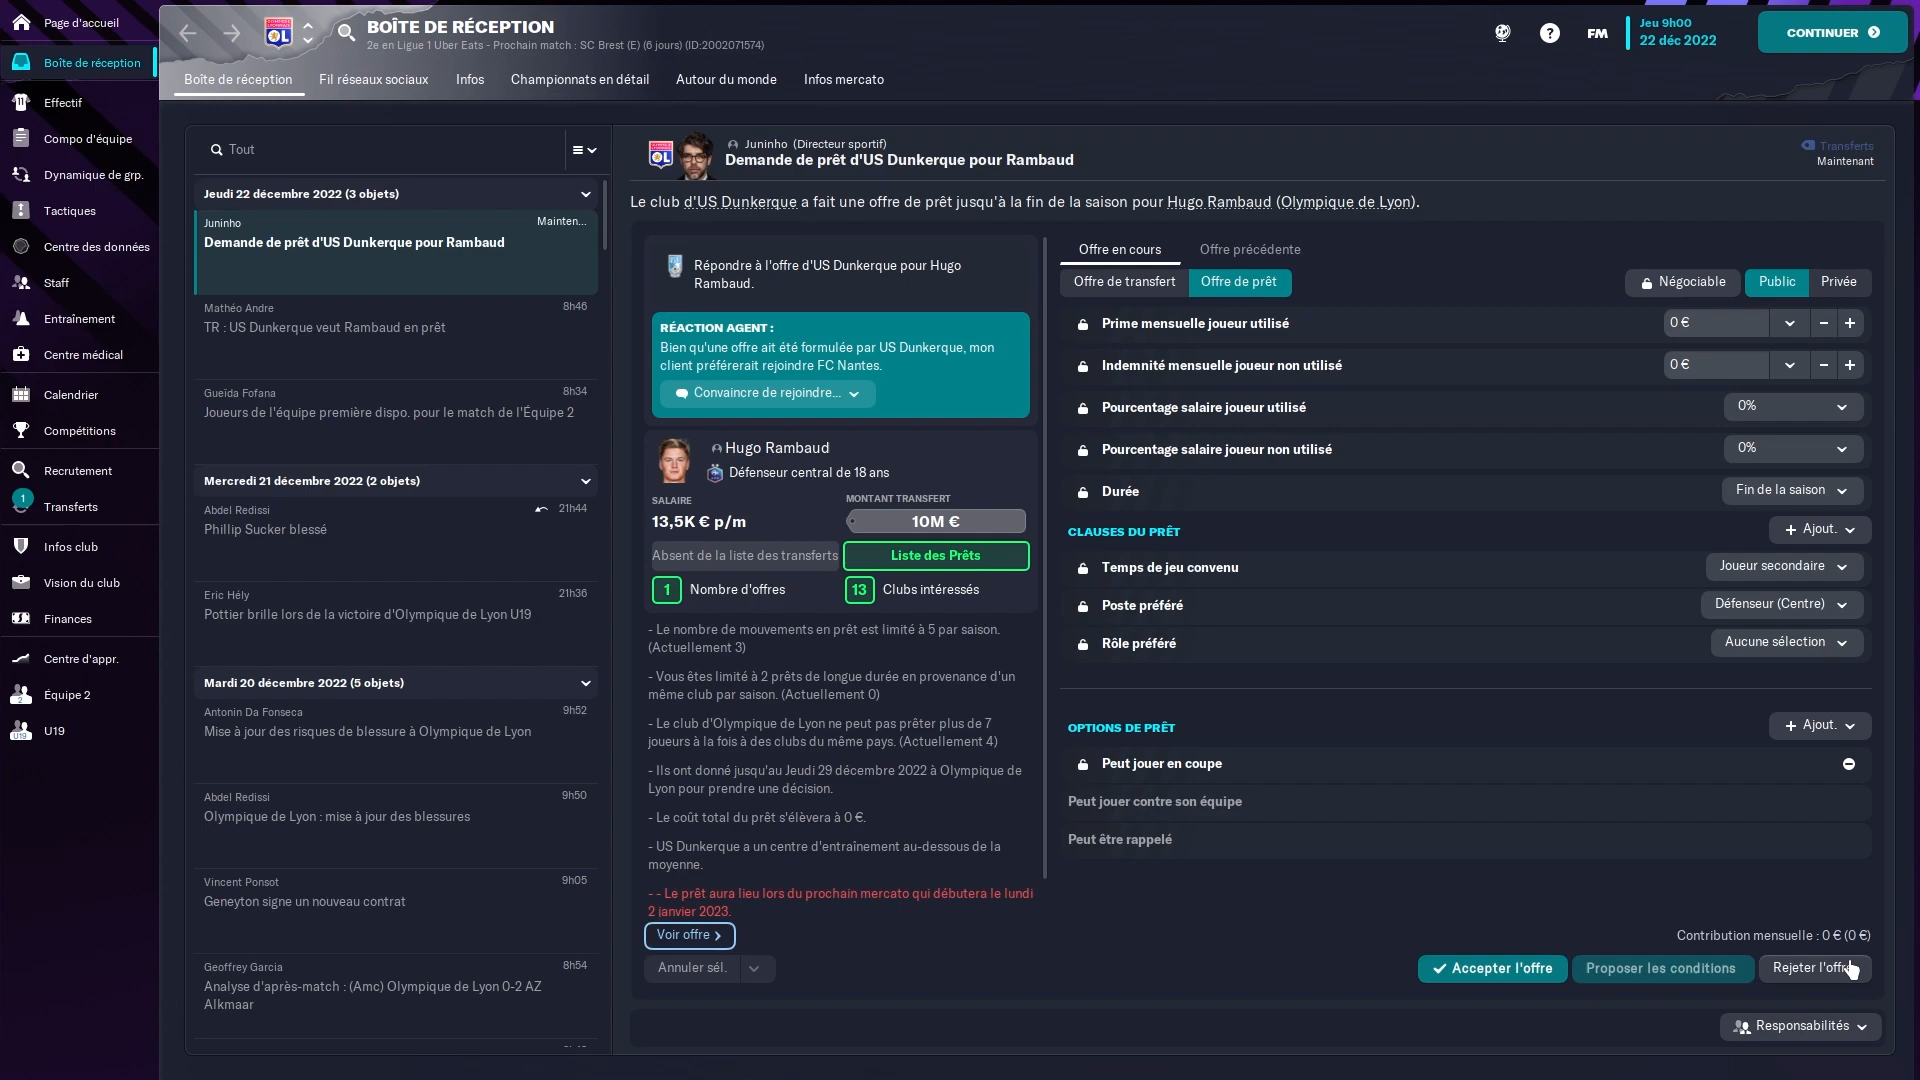 Page d'accueil
Boîte de réception
Effectif
Compo d'équipe
Dynamique de grp.
Tactiques
Centre des données
Staff
Entraînement
Centre médical
Calendrier
Compétitions
Recrutement
1
Transferts
Infos club
Vision du club
Finances
Centre d'appr.
Équipe 2
U19
BOÎTE DE RÉCEPTION
2e en Ligue 1 Uber Eats - Prochain match : SC Brest (E) (6 jours) (ID:2002071574)
FM
Jeu 9h00
22 déc 2022
CONTINUER
Boîte de réception
Fil réseaux sociaux
Infos
Championnats en détail
Autour du monde
Infos mercato
Tout
Jeudi 22 décembre 2022 (3 objets)
Juninho
Mainten...
Demande de prêt d'US Dunkerque pour Rambaud
Mathéo Andre
8h46
TR : US Dunkerque veut Rambaud en prêt
Gueïda Fofana
8h34
Joueurs de l'équipe première dispo. pour le match de l'Équipe 2
Mercredi 21 décembre 2022 (2 objets)
Abdel Redissi
21h44
Phillip Sucker blessé
Eric Hély
21h36
Pottier brille lors de la victoire d'Olympique de Lyon U19
Mardi 20 décembre 2022 (5 objets)
Antonin Da Fonseca
9h52
Mise à jour des risques de blessure à Olympique de Lyon
Abdel Redissi
9h50
Olympique de Lyon : mise à jour des blessures
Vincent Ponsot
9h05
Geneyton signe un nouveau contrat
Geoffrey Garcia
8h54
Analyse d'après-match : (Amc) Olympique de Lyon 0-2 AZ
Alkmaar
Juninho (Directeur sportif)
Demande de prêt d'US Dunkerque pour Rambaud
Transferts
Maintenant
Le club d'US Dunkerque a fait une offre de prêt jusqu'à la fin de la saison pour Hugo Rambaud (Olympique de Lyon).
Répondre à l'offre d'US Dunkerque pour Hugo
Rambaud.
RÉACTION AGENT :
Bien qu'une offre ait été formulée par US Dunkerque, mon
client préférerait rejoindre FC Nantes.
Convaincre de rejoindre...
Hugo Rambaud
Défenseur central de 18 ans
SALAIRE
MONTANT TRANSFERT
13,5K € p/m
10M €
Absent de la liste des transferts
Liste des Prêts
1 Nombre d'offres
13 Clubs intéressés
- Le nombre de mouvements en prêt est limité à 5 par saison.
(Actuellement 3)
- Vous êtes limité à 2 prêts de longue durée en provenance d'un
même club par saison. (Actuellement 0)
- Le club d'Olympique de Lyon ne peut pas prêter plus de 7
joueurs à la fois à des clubs du même pays. (Actuellement 4)
- Ils ont donné jusqu'au Jeudi 29 décembre 2022 à Olympique de
Lyon pour prendre une décision.
- Le coût total du prêt s'élèvera à 0 €.
- US Dunkerque a un centre d'entraînement au-dessous de la
moyenne.
- - Le prêt aura lieu lors du prochain mercato qui débutera le lundi
2 janvier 2023.
Voir offre
Annuler sél.
Offre en cours
Offre précédente
Offre de transfert
Offre de prêt
Négociable
Public
Privée
Prime mensuelle joueur utilisé
0 €
Indemnité mensuelle joueur non utilisé
0 €
Pourcentage salaire joueur utilisé
0%
Pourcentage salaire joueur non utilisé
0%
Durée
Fin de la saison
CLAUSES DU PRÊT
Ajout.
Temps de jeu convenu
Joueur secondaire
Poste préféré
Défenseur (Centre)
Rôle préféré
Aucune sélection
OPTIONS DE PRÊT
Ajout.
Peut jouer en coupe
Peut jouer contre son équipe
Peut être rappelé
Contribution mensuelle : 0 € (0 €)
Accepter l'offre
Proposer les conditions
Rejeter
Responsabilités